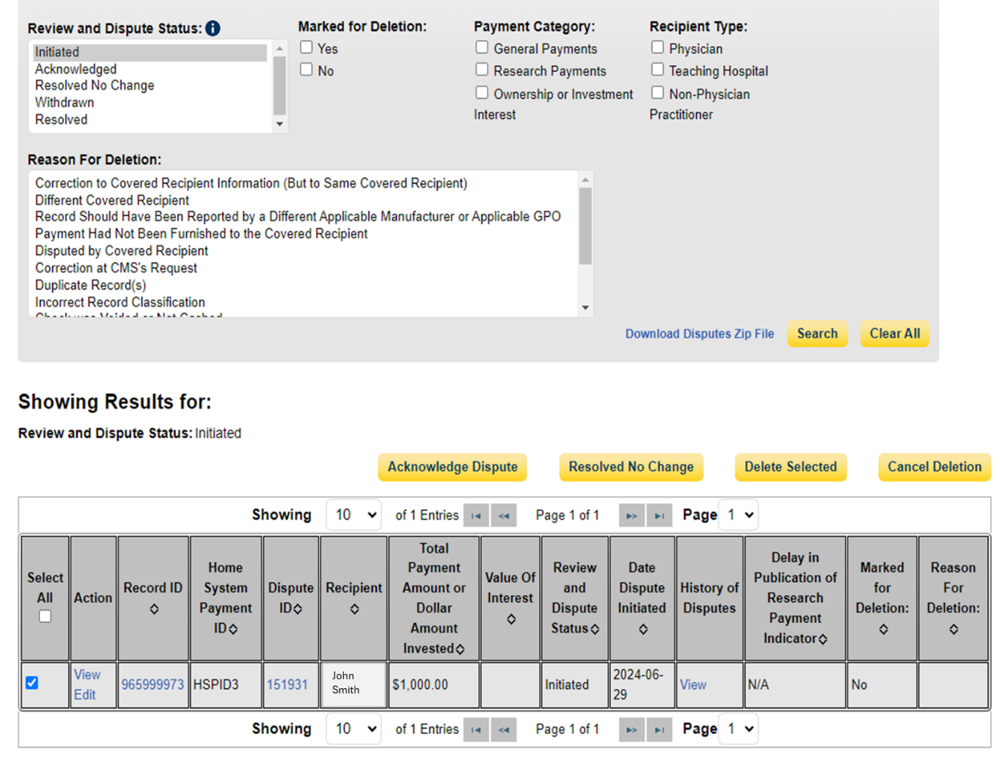 Review and Dispute Status:
Initiated
Acknowledged
Resolved No Change
Withdrawn
Resolved
Marked for Deletion:
Yes
No
Payment Category:
General Payments
Research Payments
Ownership or Investment
Interest
Recipient Type:
Physician
Teaching Hospital
Non-Physician
Practitioner
Reason For Deletion:
Correction to Covered Recipient Information (But to Same Covered Recipient)
Different Covered Recipient
Record Should Have Been Reported by a Different Applicable Manufacturer or Applicable GPO
Payment Had Not Been Furnished to the Covered Recipient
Disputed by Covered Recipient
Correction at CMS's Request
Duplicate Record(s)
Incorrect Record Classification
Check was Voided or Not Cashed
Download Disputes Zip File Search Clear All
Showing Results for:
Review and Dispute Status: Initiated
Acknowledge Dispute Resolved No Change Delete Selected Cancel Deletion
Showing 10 of 1 Entries Page 1 of 1 Page 1
Select
All
Action
Record ID
Home
System
Payment
ID
Dispute
ID
Recipient
Total
Payment
Amount or
Dollar
Amount
Invested
Value Of
Interest
Review
and
Dispute
Status
Date
Dispute
Initiated
History of
Disputes
Delay in
Publication of
Research
Payment
Indicator
Marked
for
Deletion:
Reason
For
Deletion:
View
Edit
965999973
HSPID3
151931
John
Smith
$1,000.00
Initiated
2024-06-
29
View
N/A
No
Showing 10 of 1 Entries Page 1 of 1 Page 1